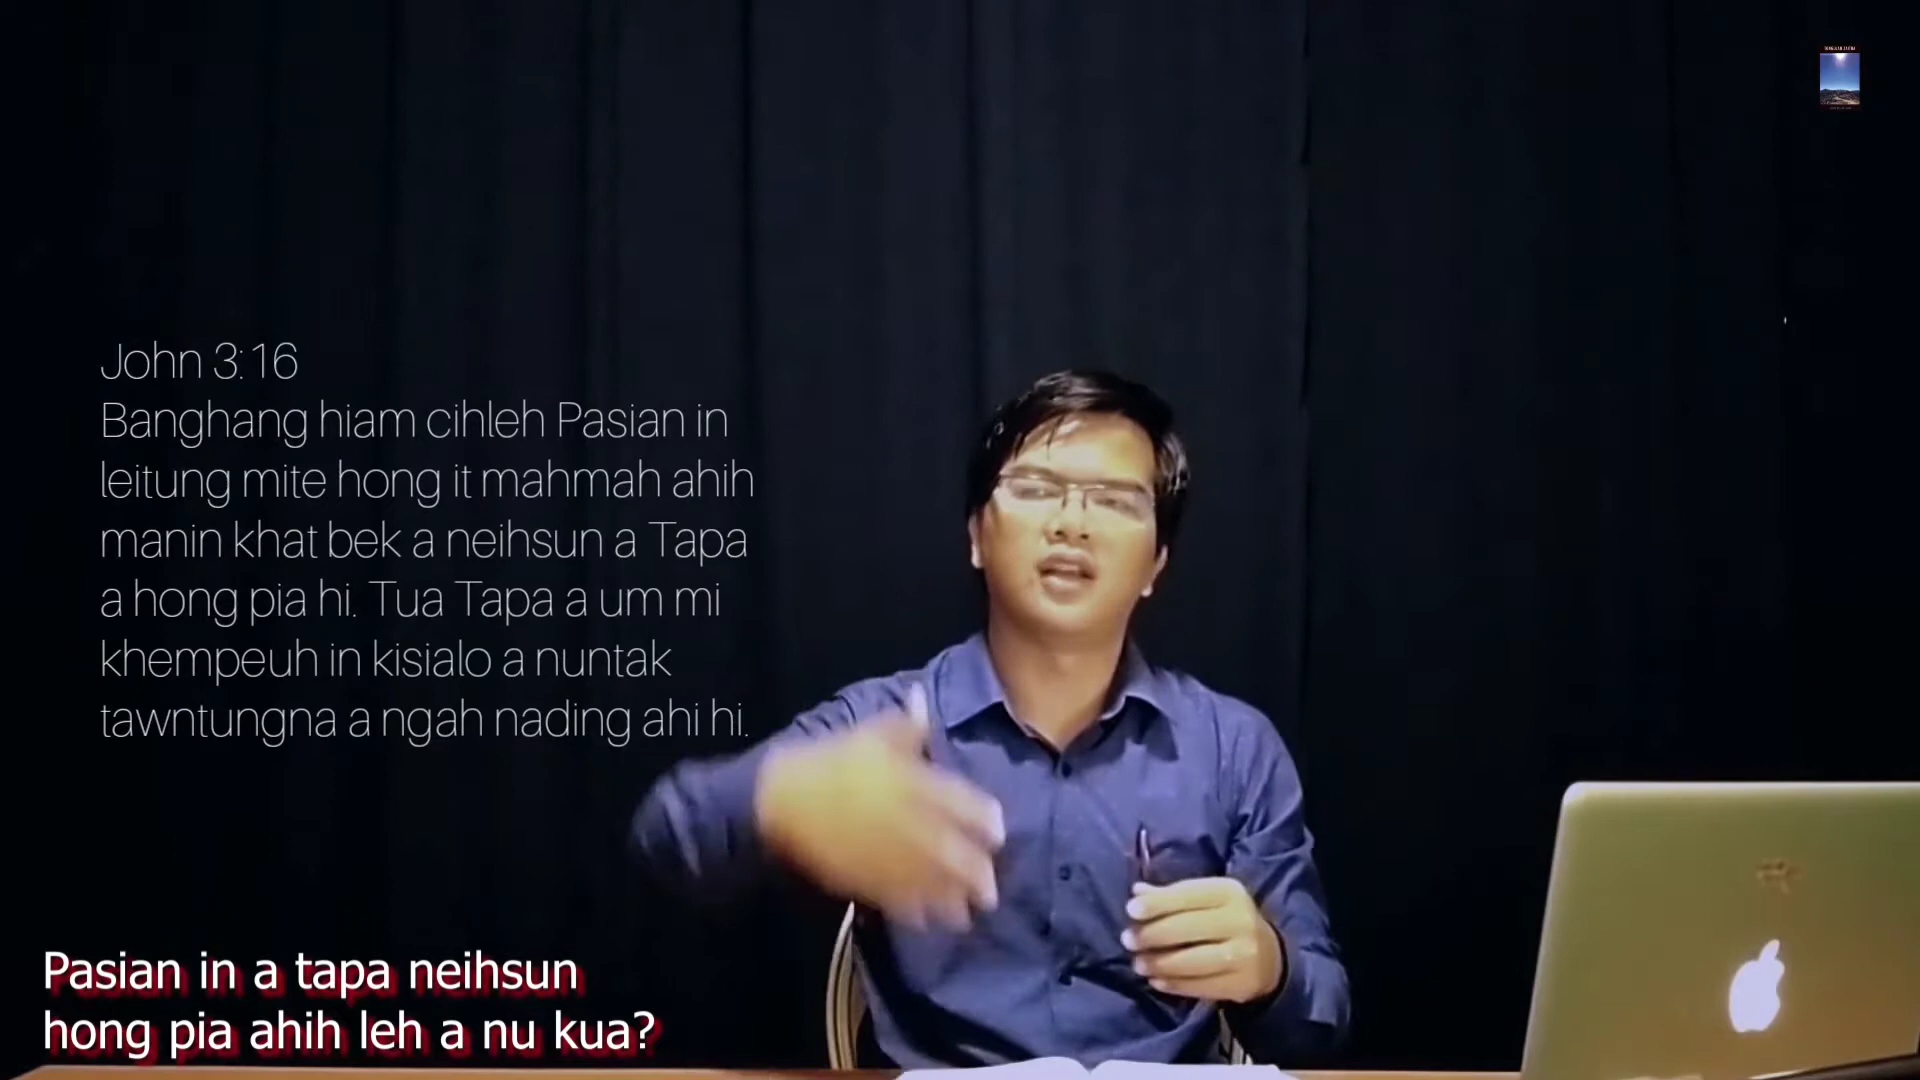 John 3:16
Banghang hiam cihleh Pasian in
leitung mite hong it mahmah ahih
manin khat bek a neihsun a Tapa
a hong pia hi. Tua Tapa a um mi
khempeuh in kisialo a nuntak
tawntungna a ngah nading ahi hi.
Pasian in a tapa neihsun
hong pia ahih leh a nu kua?